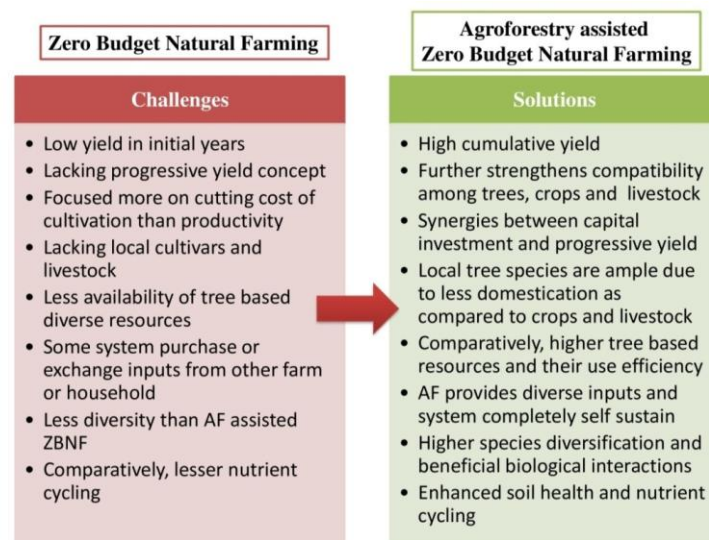 Zero Budget Natural Farming
Challenges
• Low yield in initial years
• Lacking progressive yield concept
• Focused more on cutting cost of
cultivation than productivity
• Lacking local cultivars and
livestock
• Less availability of tree based
diverse resources
• Some system purchase or
exchange inputs from other farm
or household
• Less diversity than AF assisted
ZBNF
• Comparatively, lesser nutrient
cycling
Agroforestry assisted
Zero Budget Natural Farming
Solutions
• High cumulative yield
• Further strengthens compatibility
among trees, crops and livestock
• Synergies between capital
investment and progressive yield
• Local tree species are ample due
to less domestication as
compared to crops and livestock
• Comparatively, higher tree based
resources and their use efficiency
• AF provides diverse inputs and
system completely self sustain
• Higher species diversification and
beneficial biological interactions
• Enhanced soil health and nutrient
cycling